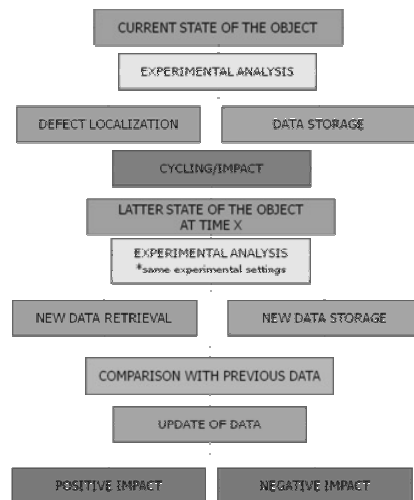 CURRENT STATE OF THE OBJECT
EXPERIMENTAL ANALYSIS
DEFECT LOCALIZATION
DATA STORAGE
CYCLING/IMPACT
LATTER STATE OF THE OBJECT
AT TIME X
EXPERIMENTAL ANALYSIS
*same experimental settings
NEW DATA RETRIEVAL
NEW DATA STORAGE
COMPARISON WITH PREVIOUS DATA
UPDATE OF DATA
POSITIVE IMPACT
NEGATIVE IMPACT